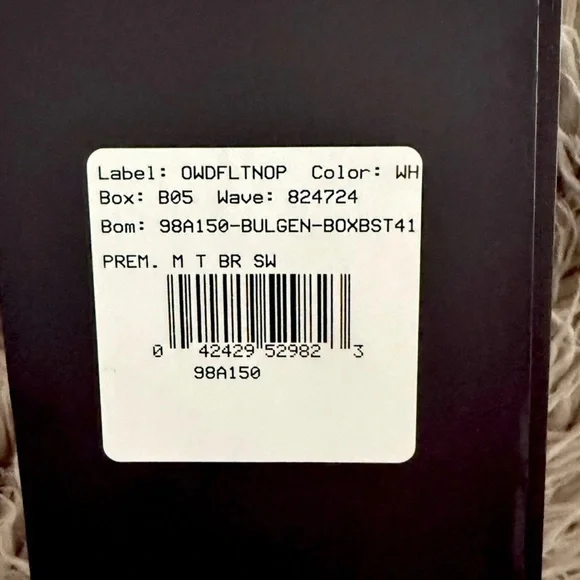 Label: OWDFLTNOP Color: WH
Box: B05 Wave: 824724
Bom: 98A150-BULGEN-BOXBST41
PREM. M T BR SW
0 42429 52982 3
98A150